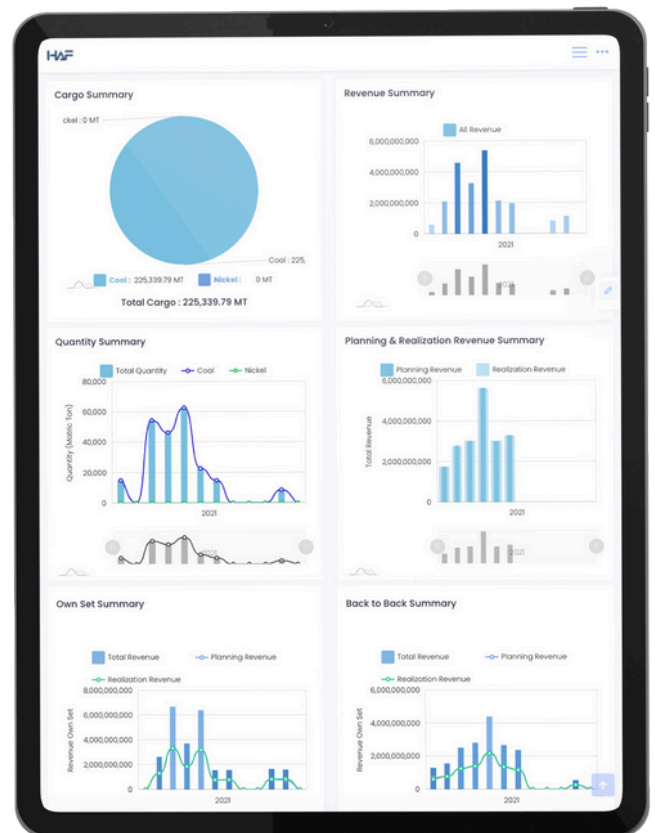 HAF
Cargo Summary
ckel : 0 MT
Coal : 225,
Coal : 225,339.79 MT Nickel : 0 MT
Total Cargo : 225,339.79 MT
Revenue Summary
All Revenue
6,000,000,000
4,000,000,000
2,000,000,000
0
2021
2021
Quantity Summary
Total Quantity Coal Nickel
80,000
60,000
40,000
20,000
0
Quantity (Matric Ton)
2021
2021
Planning & Realization Revenue Summary
Planning Revenue Realization Revenue
6,000,000,000
4,000,000,000
2,000,000,000
0
Total Revenue
2021
2021
Own Set Summary
Total Revenue Planning Revenue
Realization Revenue
8,000,000,000
6,000,000,000
4,000,000,000
2,000,000,000
0
Revenue Own Set
2021
Back to Back Summary
Total Revenue Planning Revenue
Realization Revenue
6,000,000,000
4,000,000,000
2,000,000,000
0
Revenue Own Set
2021